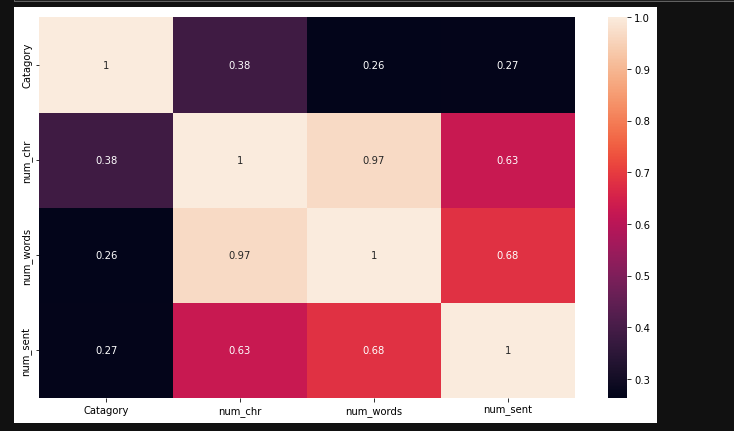 Catagory 1 0.38 0.26 0.27
num_chr 0.38 1 0.97 0.63
num_words 0.26 0.97 1 0.68
num_sent 0.27 0.63 0.68 1
Catagory num_chr num_words num_sent
1.0
0.9
0.8
0.7
0.6
0.5
0.4
0.3